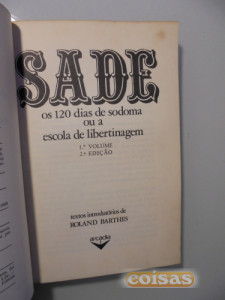 SADE
os 120 dias de sodoma
ou a
escola de libertinagem
1.º VOLUME
2.ª EDIÇÃO
textos introdutórios de
ROLAND BARTHES
arcádia
coisas